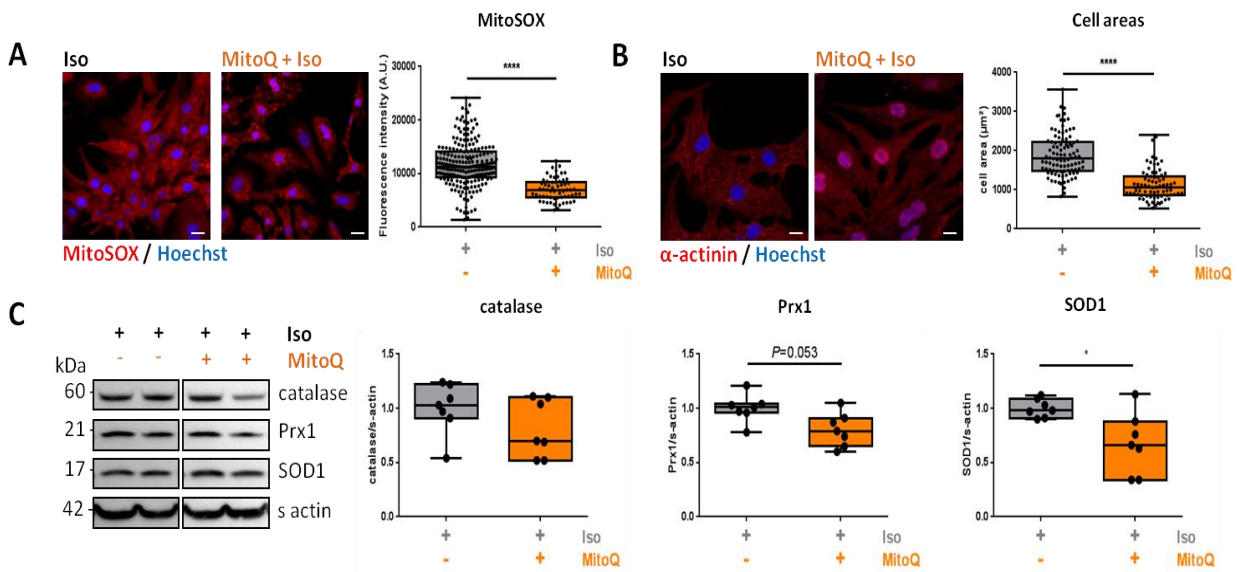 A
Iso
MitoQ + Iso
MitoSOX / Hoechst
MitoSOX
Fluorescence intensity (A.U.)
30000
20000
10000
0
****
+ + Iso
- + MitoQ
B
Iso
MitoQ + Iso
α-actinin / Hoechst
Cell areas
cell area (µm²)
4000
3000
2000
1000
0
****
+ + Iso
- + MitoQ
C
+ + + + Iso
- - + + MitoQ
kDa
60 catalase
21 Prx1
17 SOD1
42 s actin
catalase
catalase/s-actin
1.5
1.0
0.5
0.0
+ + Iso
- + MitoQ
Prx1
Prx1/s-actin
1.5
1.0
0.5
0.0
P=0.053
+ + Iso
- + MitoQ
SOD1
SOD1/s-actin
1.5
1.0
0.5
0.0
*
+ + Iso
- + MitoQ